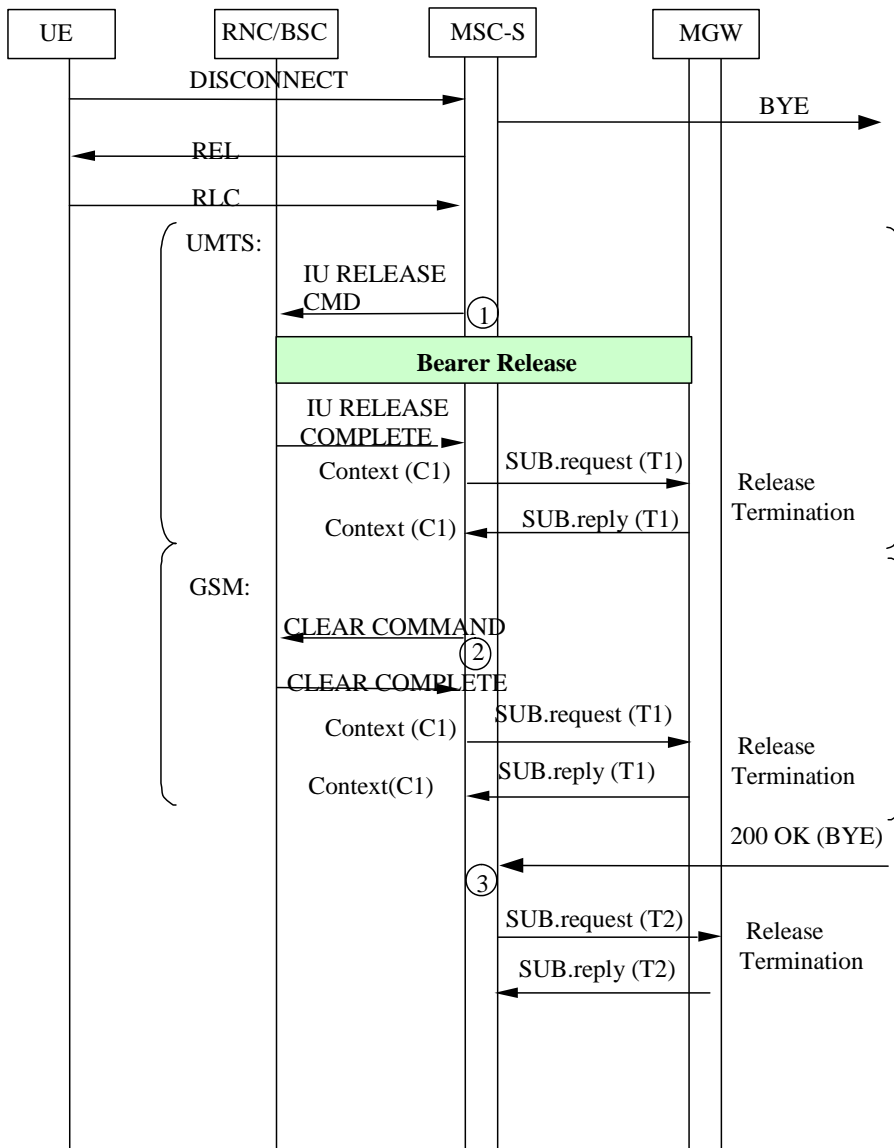 UE
RNC/BSC
MSC-S
MGW
DISCONNECT
BYE
REL
RLC
UMTS:
IU RELEASE
CMD
1
Bearer Release
IU RELEASE
COMPLETE
Context (C1)
SUB.request (T1)
Release
Termination
Context (C1)
SUB.reply (T1)
GSM:
CLEAR COMMAND
2
CLEAR COMPLETE
Context (C1)
SUB.request (T1)
Release
Termination
Context(C1)
SUB.reply (T1)
200 OK (BYE)
3
SUB.request (T2)
Release
Termination
SUB.reply (T2)